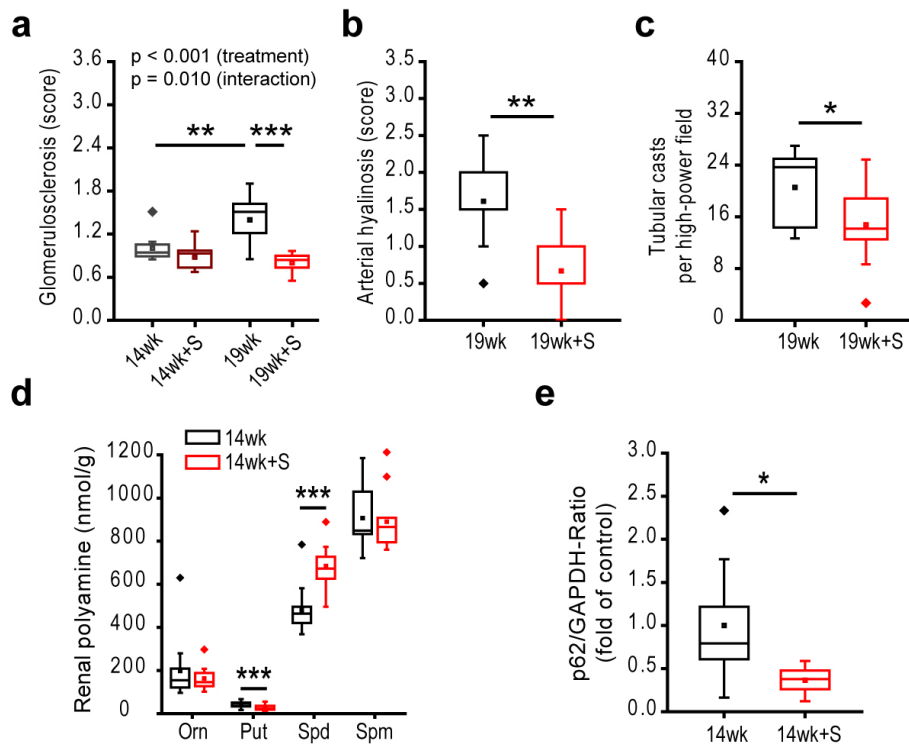 a
p < 0.001 (treatment)
p = 0.010 (interaction)
Glomerulosclerosis (score)
3.6
3.0
2.4
1.8
1.2
0.6
0.0
**
***
14wk
14wk+S
19wk
19wk+S
b
Arterial hyalinosis (score)
3.5
3.0
2.5
2.0
1.5
1.0
0.5
0.0
**
19wk
19wk+S
c
Tubular casts
per high-power field
40
32
24
16
8
0
*
19wk
19wk+S
d
Renal polyamine (nmol/g)
1200
1000
800
600
400
200
0
14wk
14wk+S
***
***
Orn
Put
Spd
Spm
e
p62/GAPDH-Ratio
(fold of control)
3.0
2.5
2.0
1.5
1.0
0.5
0.0
*
14wk
14wk+S